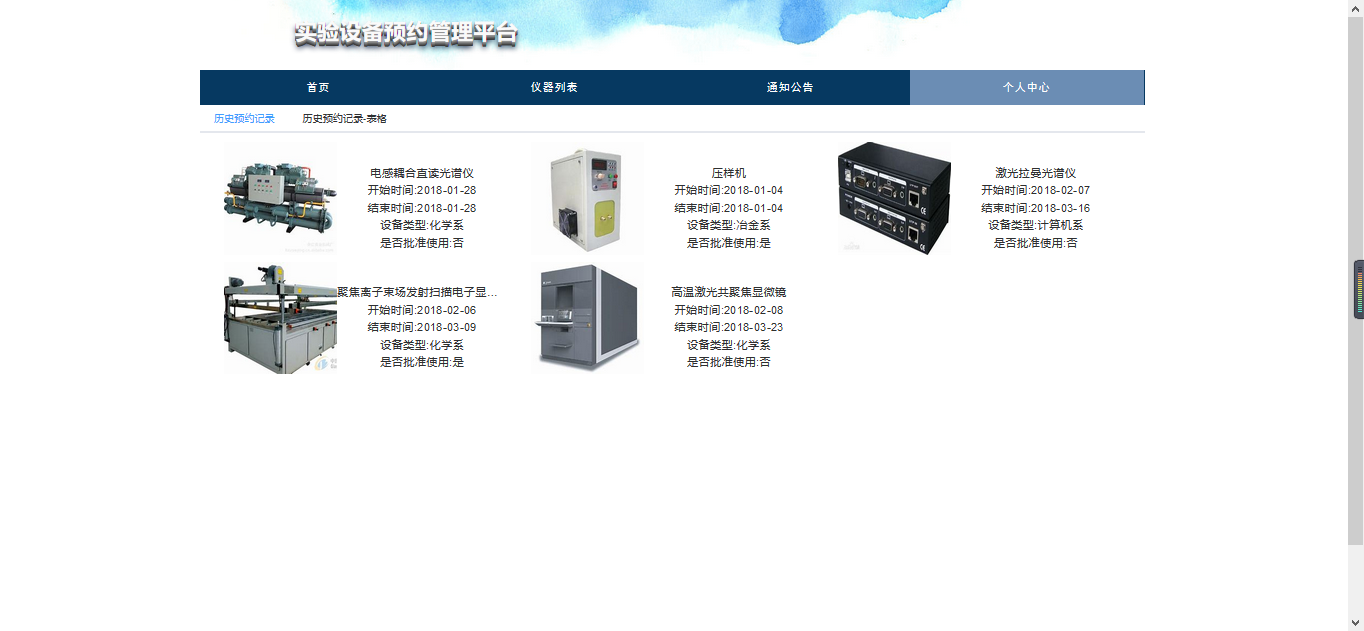 实验设备预约管理平台
首页
仪器列表
通知公告
个人中心
历史预约记录
历史预约记录-表格
电感耦合直读光谱仪
开始时间:2018-01-28
结束时间:2018-01-28
设备类型:化学系
是否批准使用:否
压样机
开始时间:2018-01-04
结束时间:2018-01-04
设备类型:冶金系
是否批准使用:是
激光拉曼光谱仪
开始时间:2018-02-07
结束时间:2018-03-16
设备类型:计算机系
是否批准使用:否
聚焦离子束场发射扫描电子显...
开始时间:2018-02-06
结束时间:2018-03-09
设备类型:化学系
是否批准使用:是
高温激光共聚焦显微镜
开始时间:2018-02-08
结束时间:2018-03-23
设备类型:化学系
是否批准使用:否